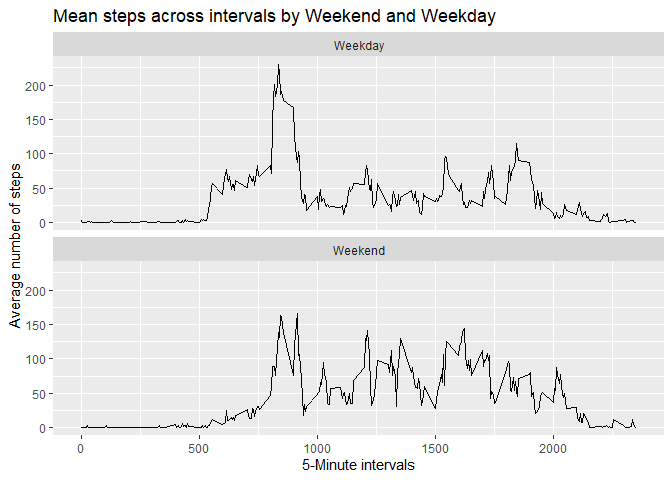 Mean steps across intervals by Weekend and Weekday
Weekday
200
150
100
50
0
Average number of steps
Weekend
200
150
100
50
0
0 500 1000 1500 2000
5-Minute intervals